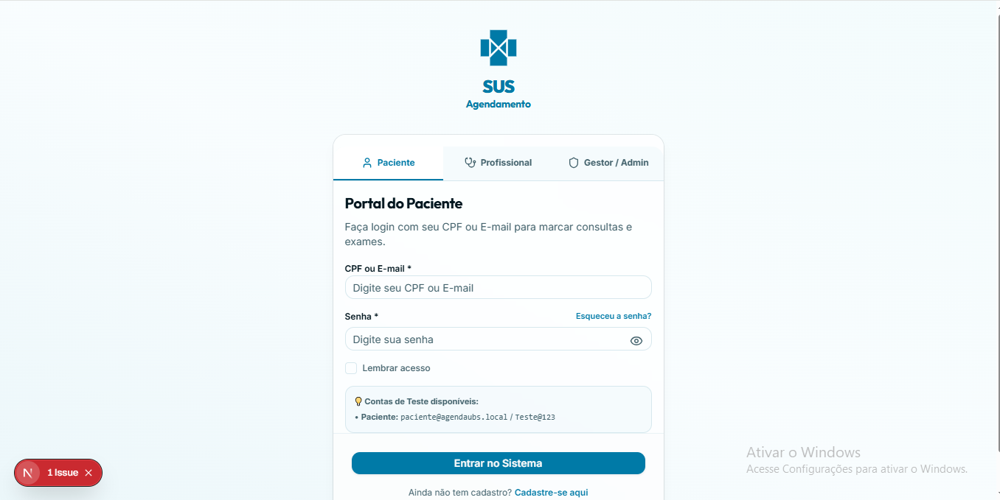 SUS
Agendamento
Paciente
Profissional
Gestor / Admin
Portal do Paciente
Faça login com seu CPF ou E-mail para marcar consultas e
exames.
CPF ou E-mail *
Digite seu CPF ou E-mail
Senha *
Esqueceu a senha?
Digite sua senha
Lembrar acesso
Contas de Teste disponíveis:
• Paciente: paciente@agendaubs.local / Teste@123
Entrar no Sistema
Ainda não tem cadastro? Cadastre-se aqui
N 1 Issue
Ativar o Windows
Acesse Configurações para ativar o Windows.